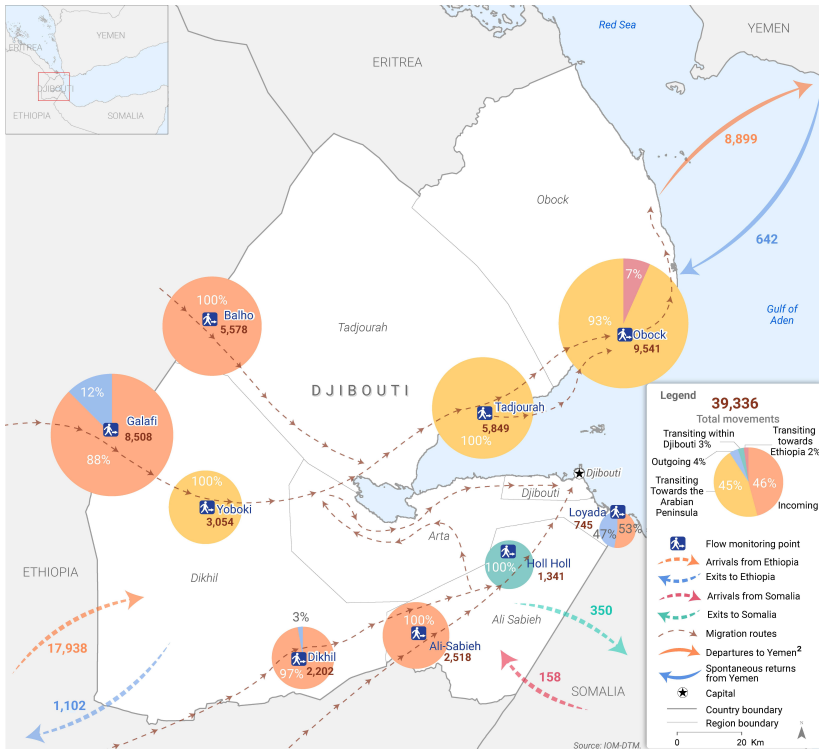 YEMEN
ERITREA
DJIBOUTI
ETHIOPIA
SOMALIA
Red Sea
YEMEN
ERITREA
8,899
Obock
642
Gulf of
Aden
100%
Balho
5,578
Tadjourah
7%
93%
Obock
9,541
DJIBOUTI
12%
Galafi
8,508
88%
Tadjourah
5,849
100%
100%
Yoboki
3,054
Djibouti
Djibouti
Loyada
745
53%
47%
Arta
Holl Holl
100%
1,341
ETHIOPIA
Dikhil
Ali Sabieh
350
17,938
3%
Dikhil
97%
2,202
100%
Ali-Sabieh
2,518
158
1,102
SOMALIA
Legend
39,336
Total movements
Transiting within
Djibouti 3%
Transiting
towards
Ethiopia 2%
Outgoing 4%
45%
46%
Transiting
Towards the
Arabian
Peninsula
Incoming
Flow monitoring point
Arrivals from Ethiopia
Exits to Ethiopia
Arrivals from Somalia
Exits to Somalia
Migration routes
Departures to Yemen²
Spontaneous returns
from Yemen
Capital
Country boundary
Region boundary
0 20 Km
N
Source: IOM-DTM.